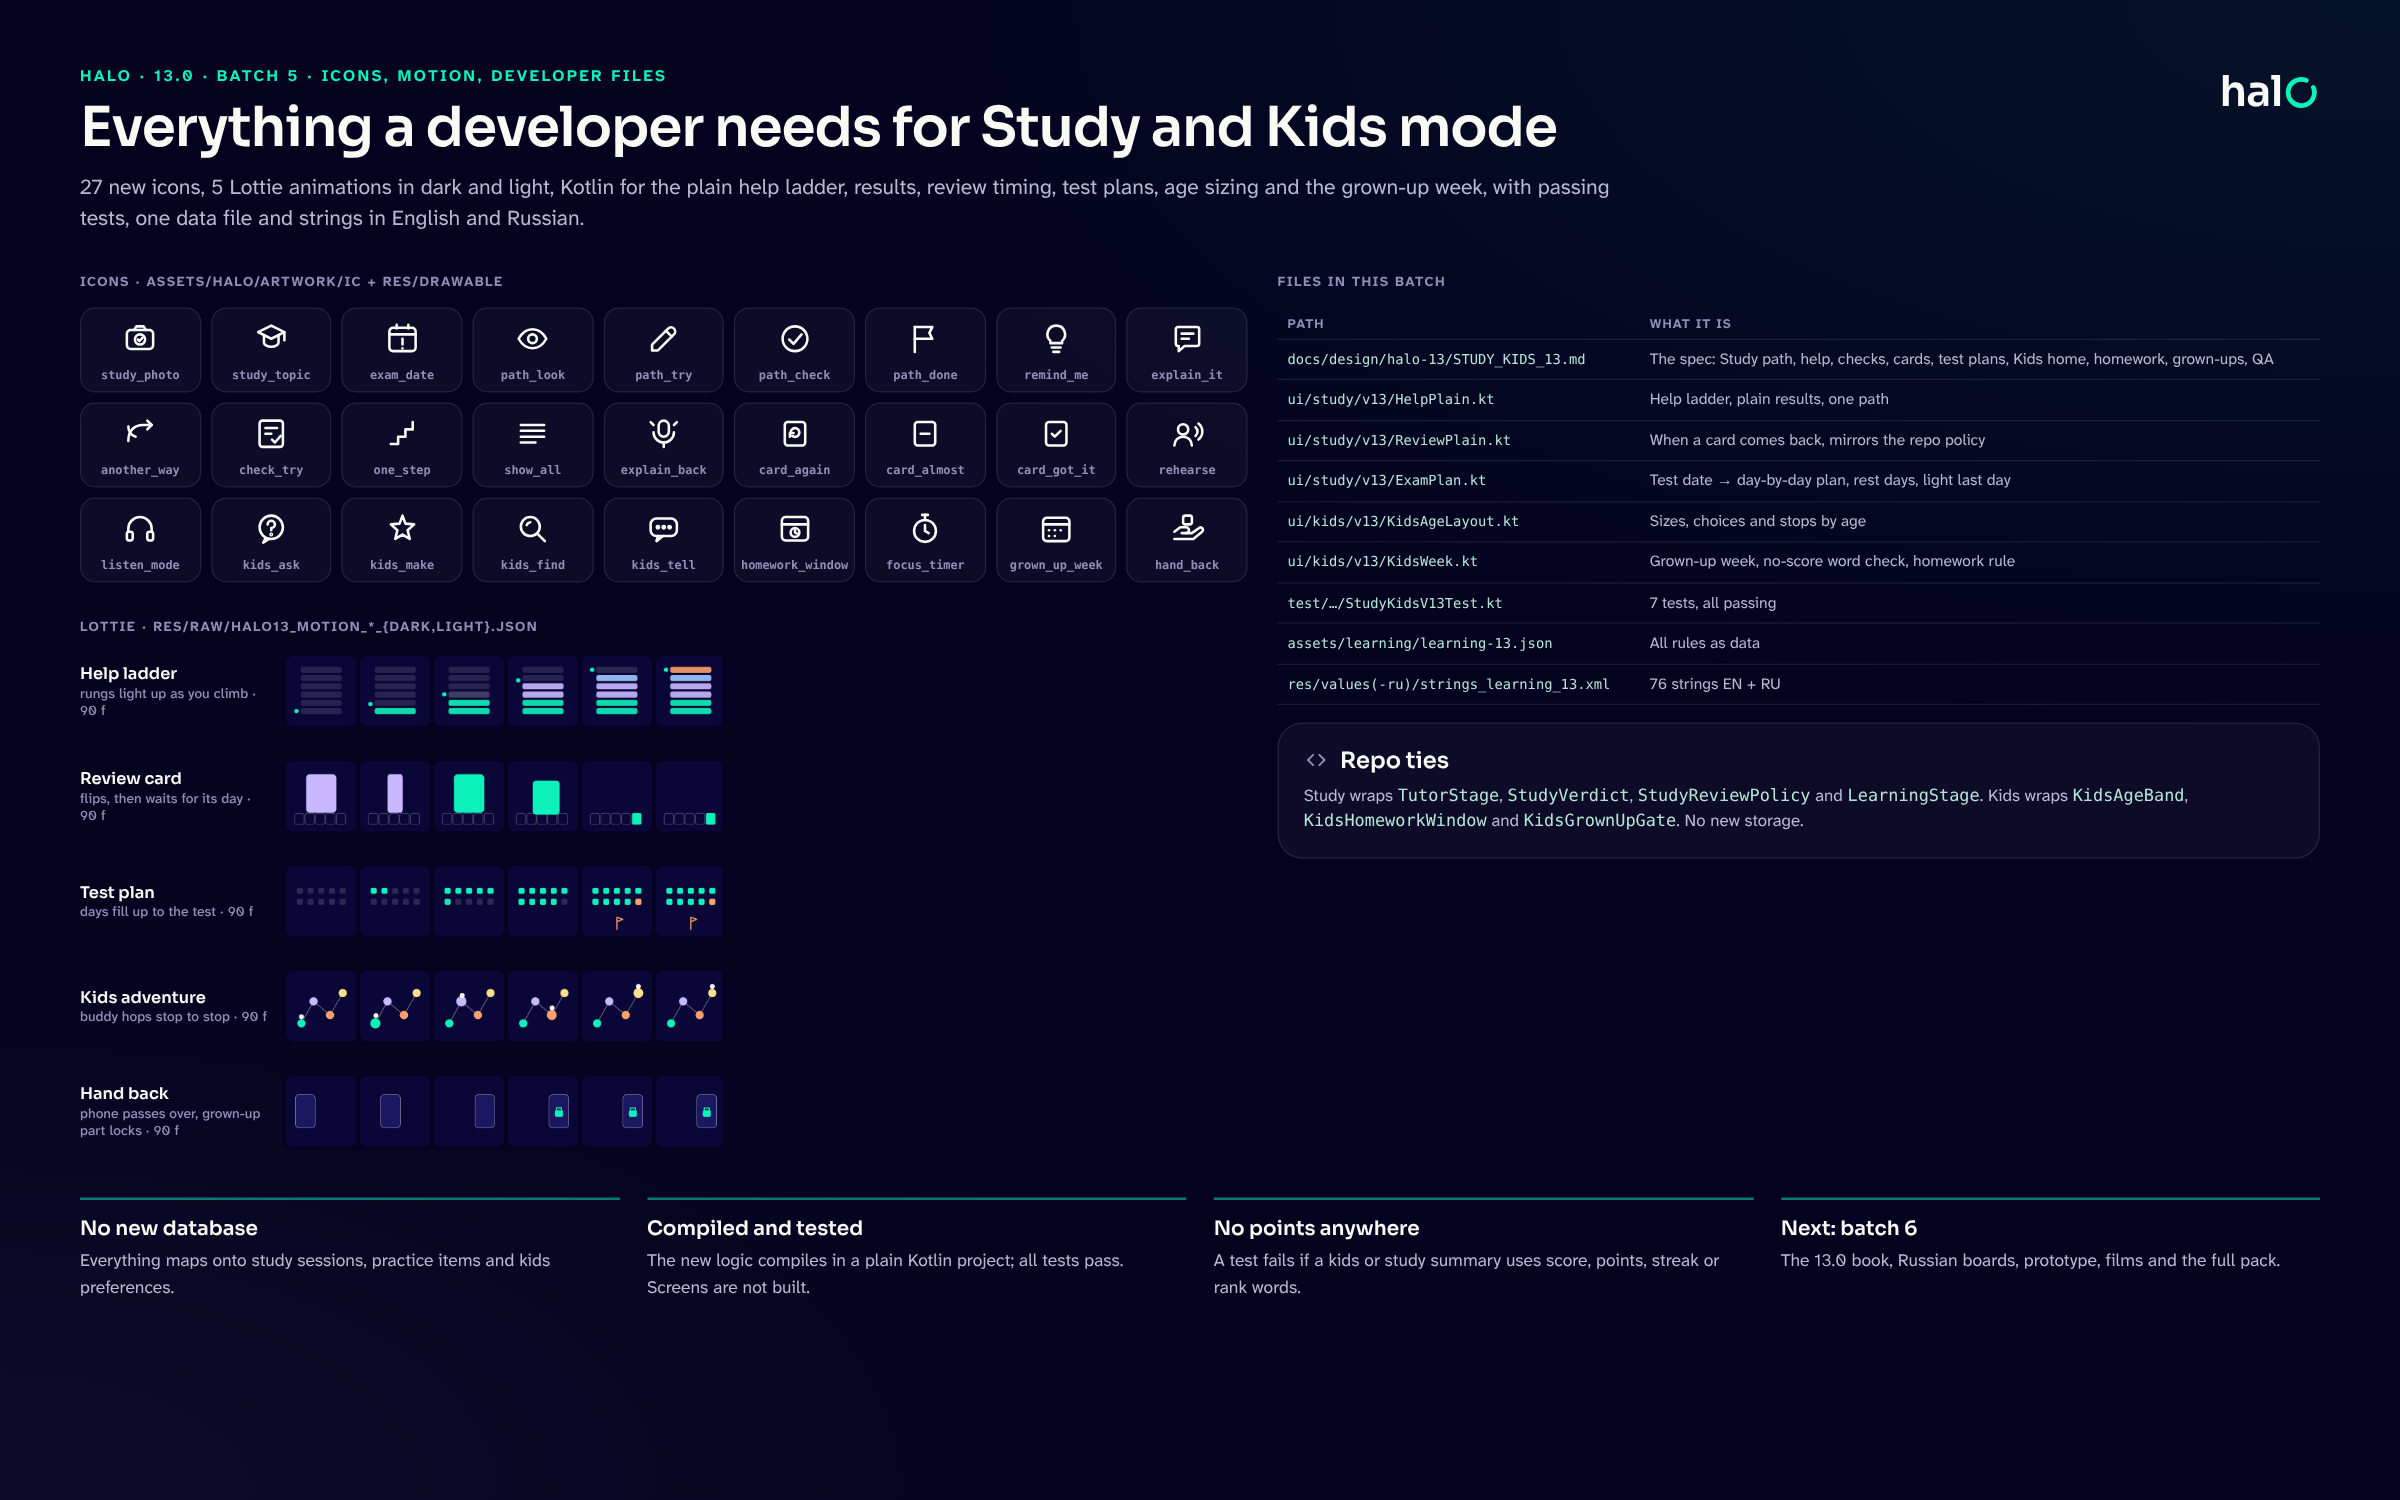 HALO · 13.0 · BATCH 5 · ICONS, MOTION, DEVELOPER FILES
halo
Everything a developer needs for Study and Kids mode
27 new icons, 5 Lottie animations in dark and light, Kotlin for the plain help ladder, results, review timing, test plans, age sizing and the grown-up week, with passing
tests, one data file and strings in English and Russian.
ICONS · ASSETS/HALO/ARTWORK/IC + RES/DRAWABLE
study_photo
study_topic
exam_date
path_look
path_try
path_check
path_done
remind_me
explain_it
another_way
check_try
one_step
show_all
explain_back
card_again
card_almost
card_got_it
rehearse
listen_mode
kids_ask
kids_make
kids_find
kids_tell
homework_window
focus_timer
grown_up_week
hand_back
LOTTIE · RES/RAW/HALO13_MOTION_*_{DARK,LIGHT}.JSON
Help ladder
rungs light up as you climb ·
90 f
Review card
flips, then waits for its day ·
90 f
Test plan
days fill up to the test · 90 f
Kids adventure
buddy hops stop to stop · 90 f
Hand back
phone passes over, grown-up
part locks · 90 f
FILES IN THIS BATCH
PATH WHAT IT IS
docs/design/halo-13/STUDY_KIDS_13.md The spec: Study path, help, checks, cards, test plans, Kids home, homework, grown-ups, QA
ui/study/v13/HelpPlain.kt Help ladder, plain results, one path
ui/study/v13/ReviewPlain.kt When a card comes back, mirrors the repo policy
ui/study/v13/ExamPlan.kt Test date → day-by-day plan, rest days, light last day
ui/kids/v13/KidsAgeLayout.kt Sizes, choices and stops by age
ui/kids/v13/KidsWeek.kt Grown-up week, no-score word check, homework rule
test/…/StudyKidsV13Test.kt 7 tests, all passing
assets/learning/learning-13.json All rules as data
res/values(-ru)/strings_learning_13.xml 76 strings EN + RU
Repo ties
Study wraps TutorStage, StudyVerdict, StudyReviewPolicy and LearningStage. Kids wraps KidsAgeBand,
KidsHomeworkWindow and KidsGrownUpGate. No new storage.
No new database
Everything maps onto study sessions, practice items and kids
preferences.
Compiled and tested
The new logic compiles in a plain Kotlin project; all tests pass.
Screens are not built.
No points anywhere
A test fails if a kids or study summary uses score, points, streak or
rank words.
Next: batch 6
The 13.0 book, Russian boards, prototype, films and the full pack.